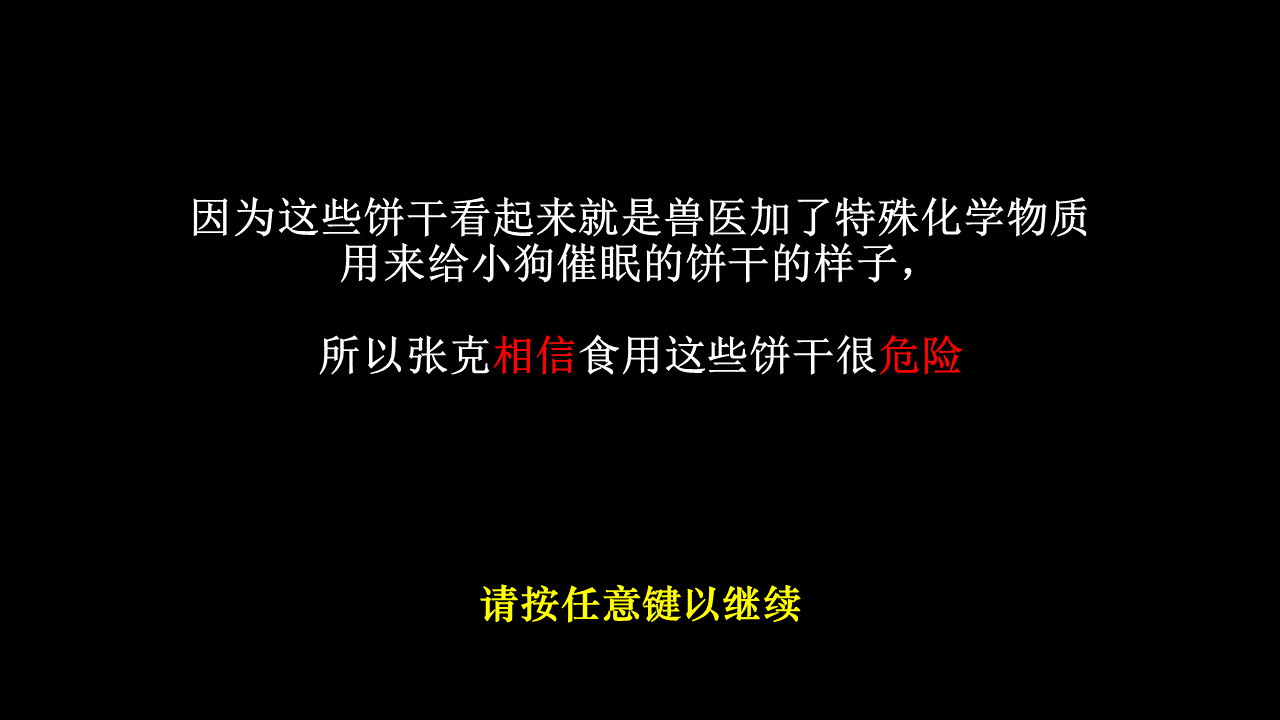 因为这些饼干看起来就是兽医加了特殊化学物质
用来给小狗催眠的饼干的样子，
所以张克相信食用这些饼干很危险
请按任意键以继续